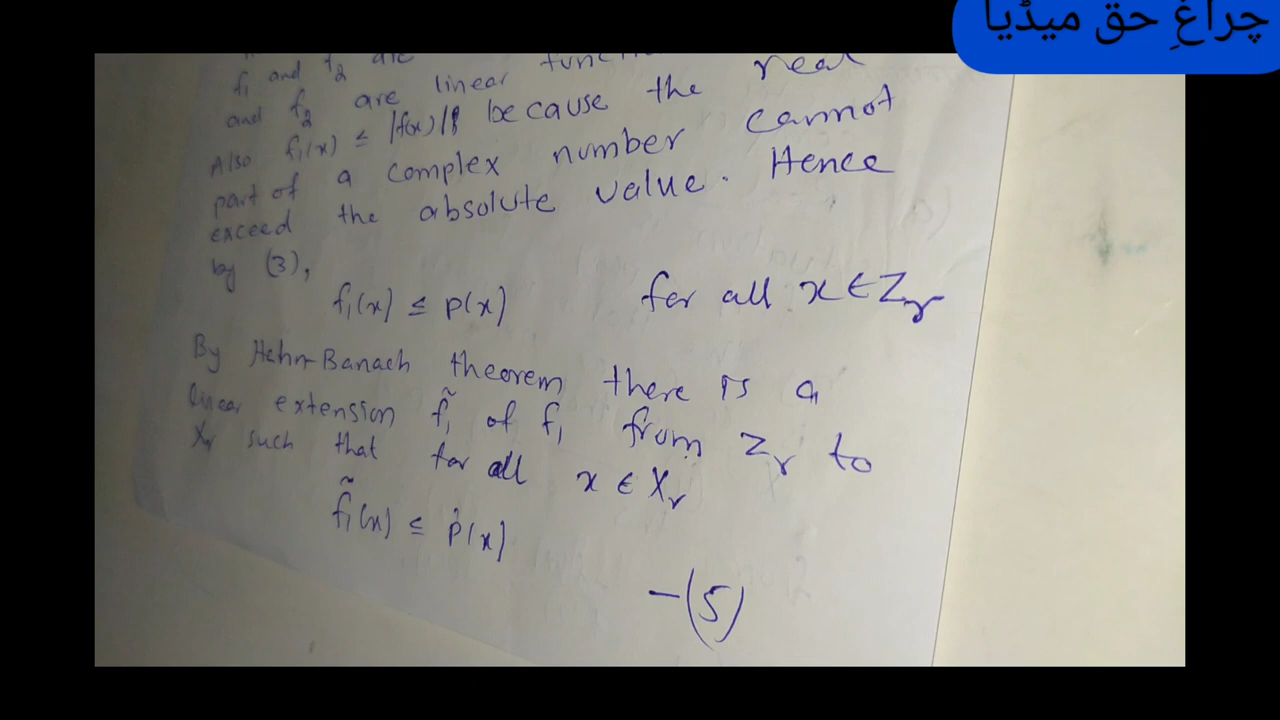 چراغِ حق میڈیا
f₁ and f₂ are
and f₂ are linear
Also f₁(x) ≤ |f(x)| because the real
part of a complex number cannot
exceed the absolute value. Hence
by (3),
f₁(x) ≤ p(x) for all x ∈ Zᵣ
By Hahn-Banach theorem there is a
linear extension f̃₁ of f₁ from Zᵣ to
Xᵣ such that for all x ∈ Xᵣ
f̃₁(x) ≤ p(x)
–(5)